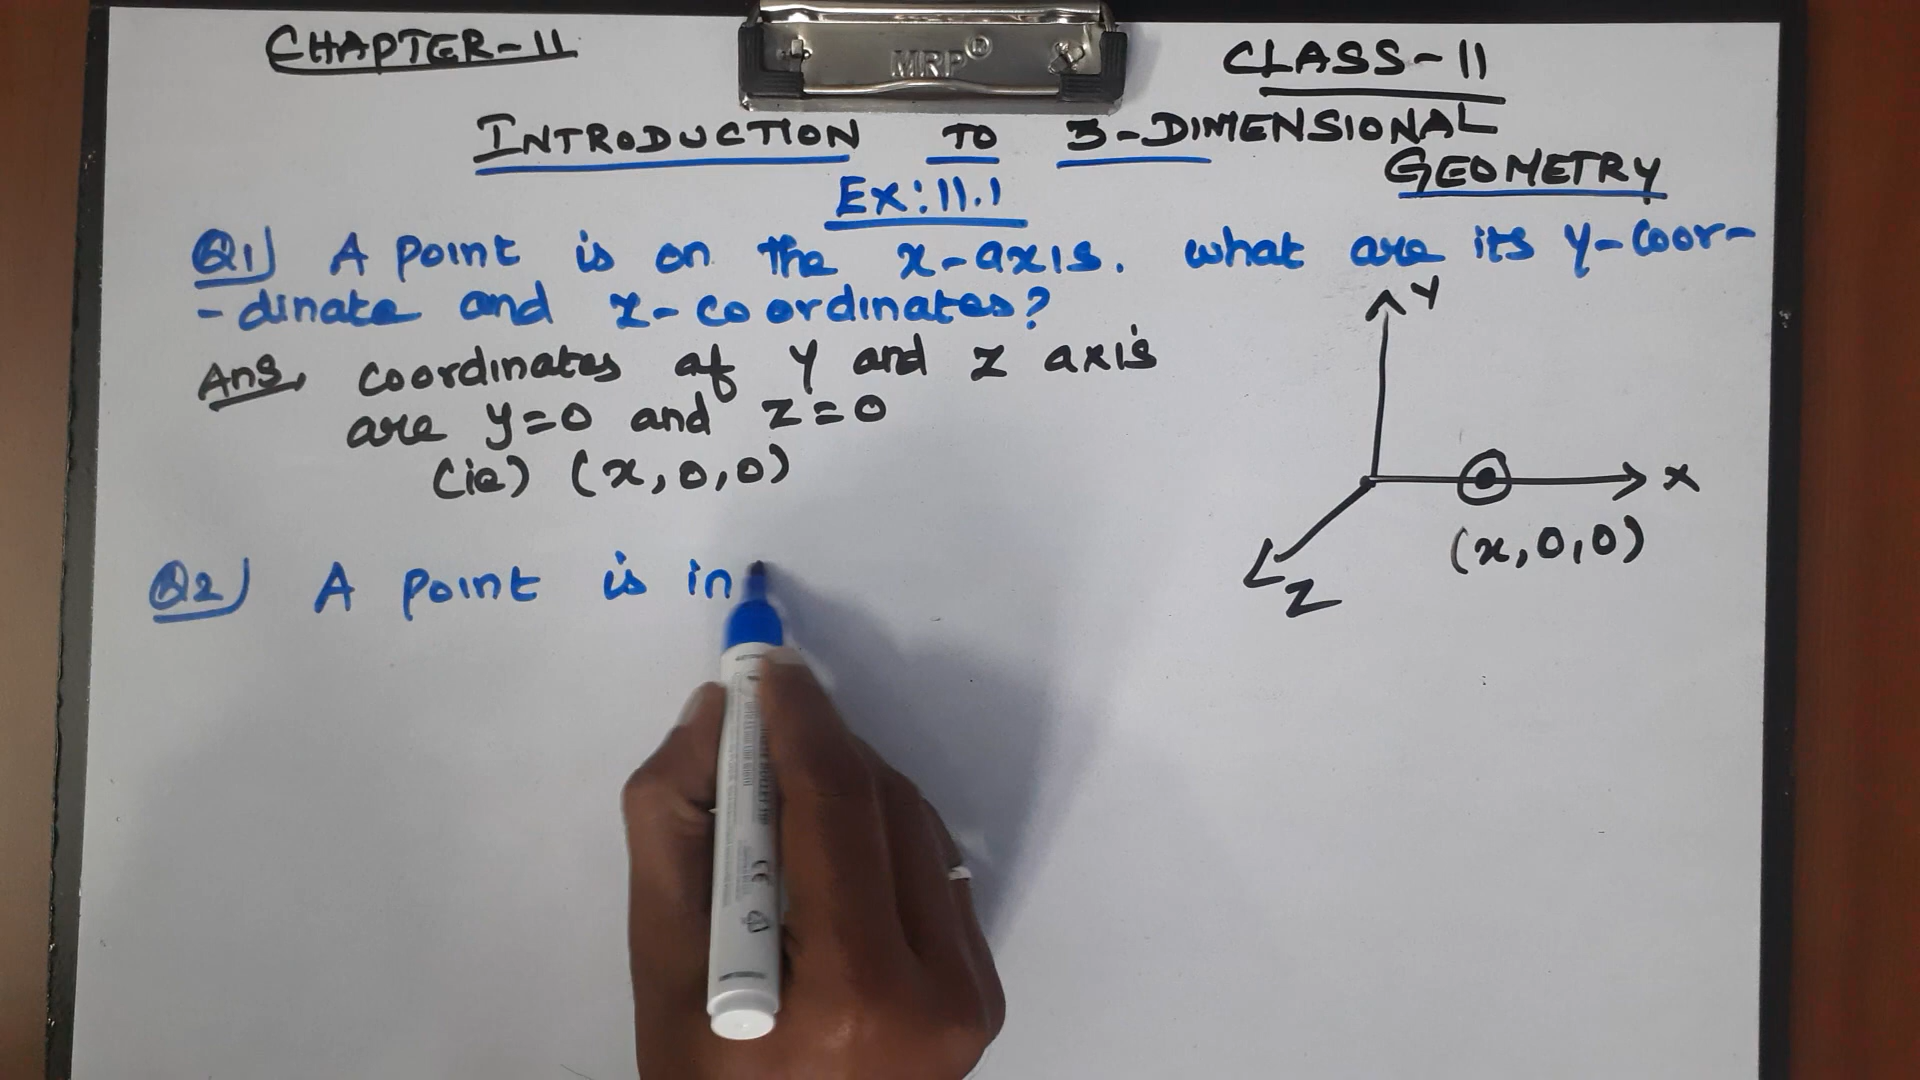 CHAPTER-11
MRP®
CLASS-11
INTRODUCTION TO 3-DIMENSIONAL
GEOMETRY
Ex:11.1
Q1) A point is on the x-axis. what are its y-coor-
-dinate and z-coordinates?
Ans, coordinates of y and z axis
are y=0 and z=0
(ie) (x,0,0)
Y
X
(x,0,0)
Z
Q2) A point is in
CE